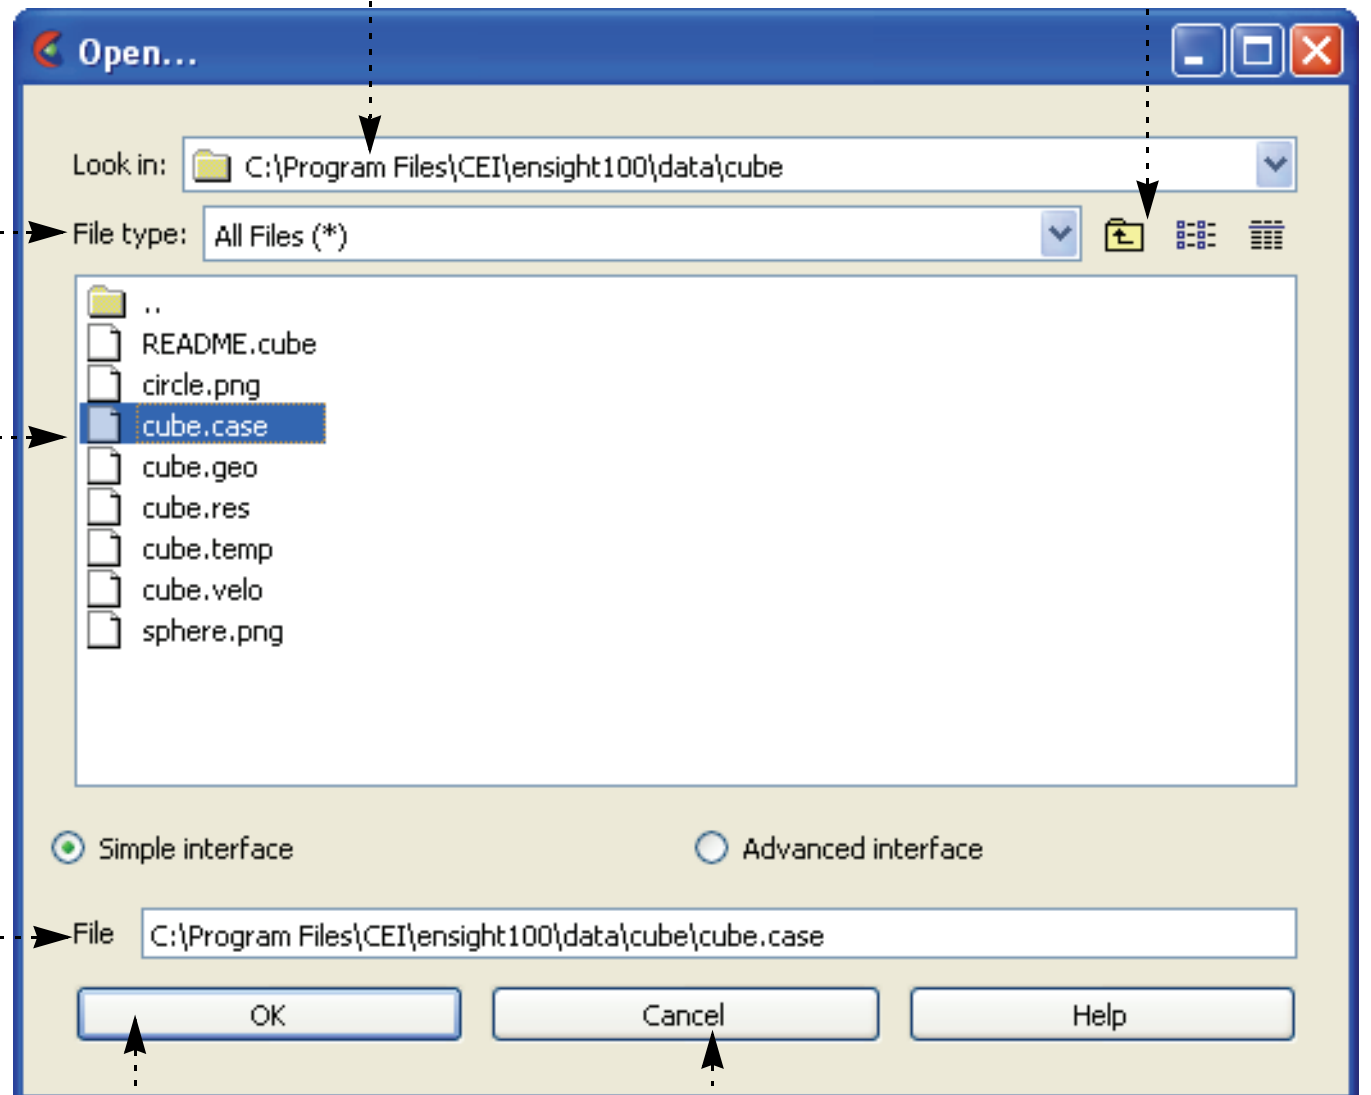 Open...
Look in: C:\Program Files\CEI\ensight100\data\cube
File type: All Files (*)
..
README.cube
circle.png
cube.case
cube.geo
cube.res
cube.temp
cube.velo
sphere.png
Simple interface Advanced interface
File C:\Program Files\CEI\ensight100\data\cube\cube.case
OK Cancel Help